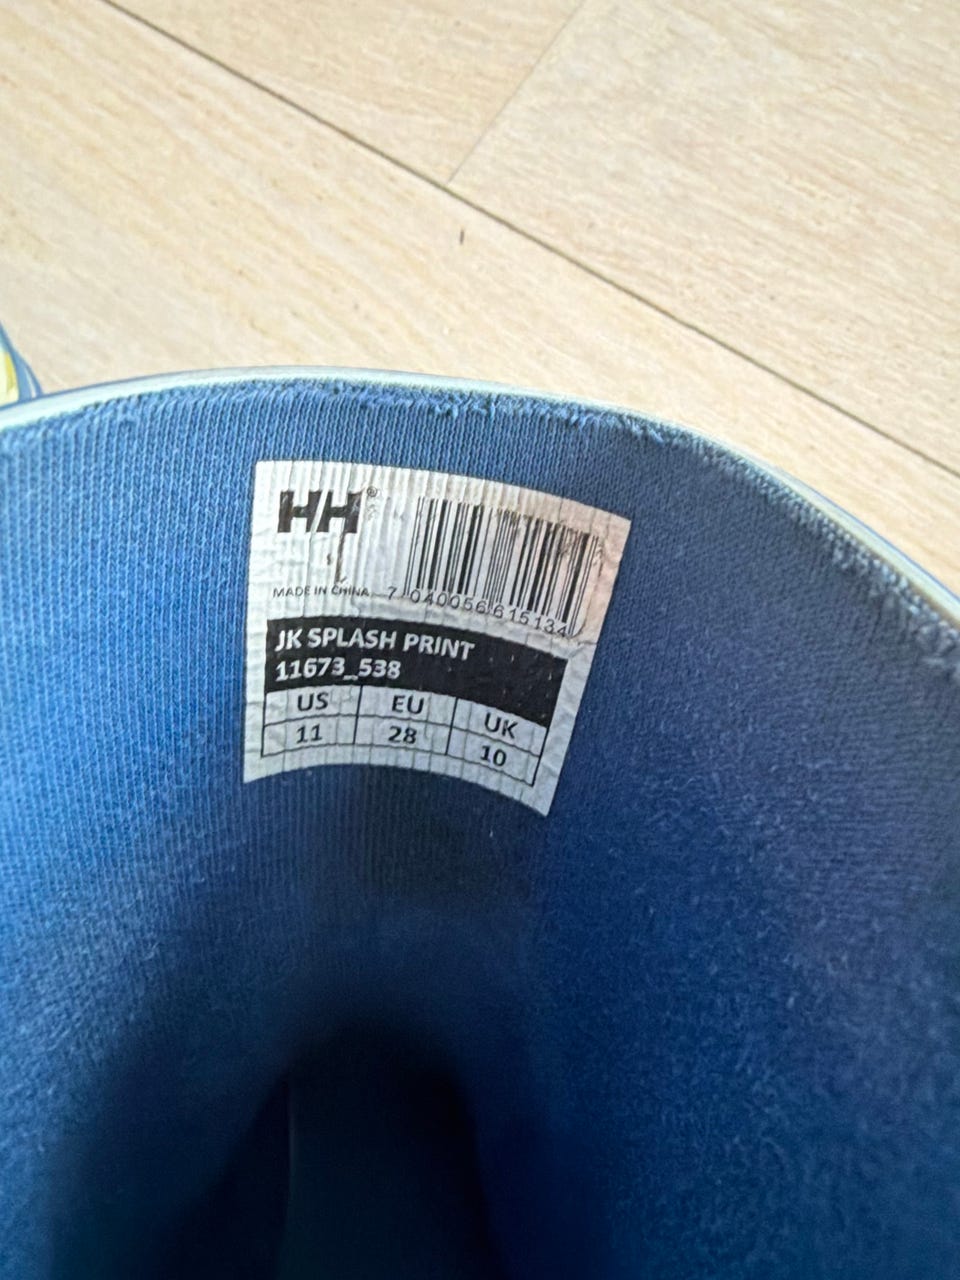 HH®
MADE IN CHINA
7 040056 615134
JK SPLASH PRINT
11673_538
US EU UK
11 28 10